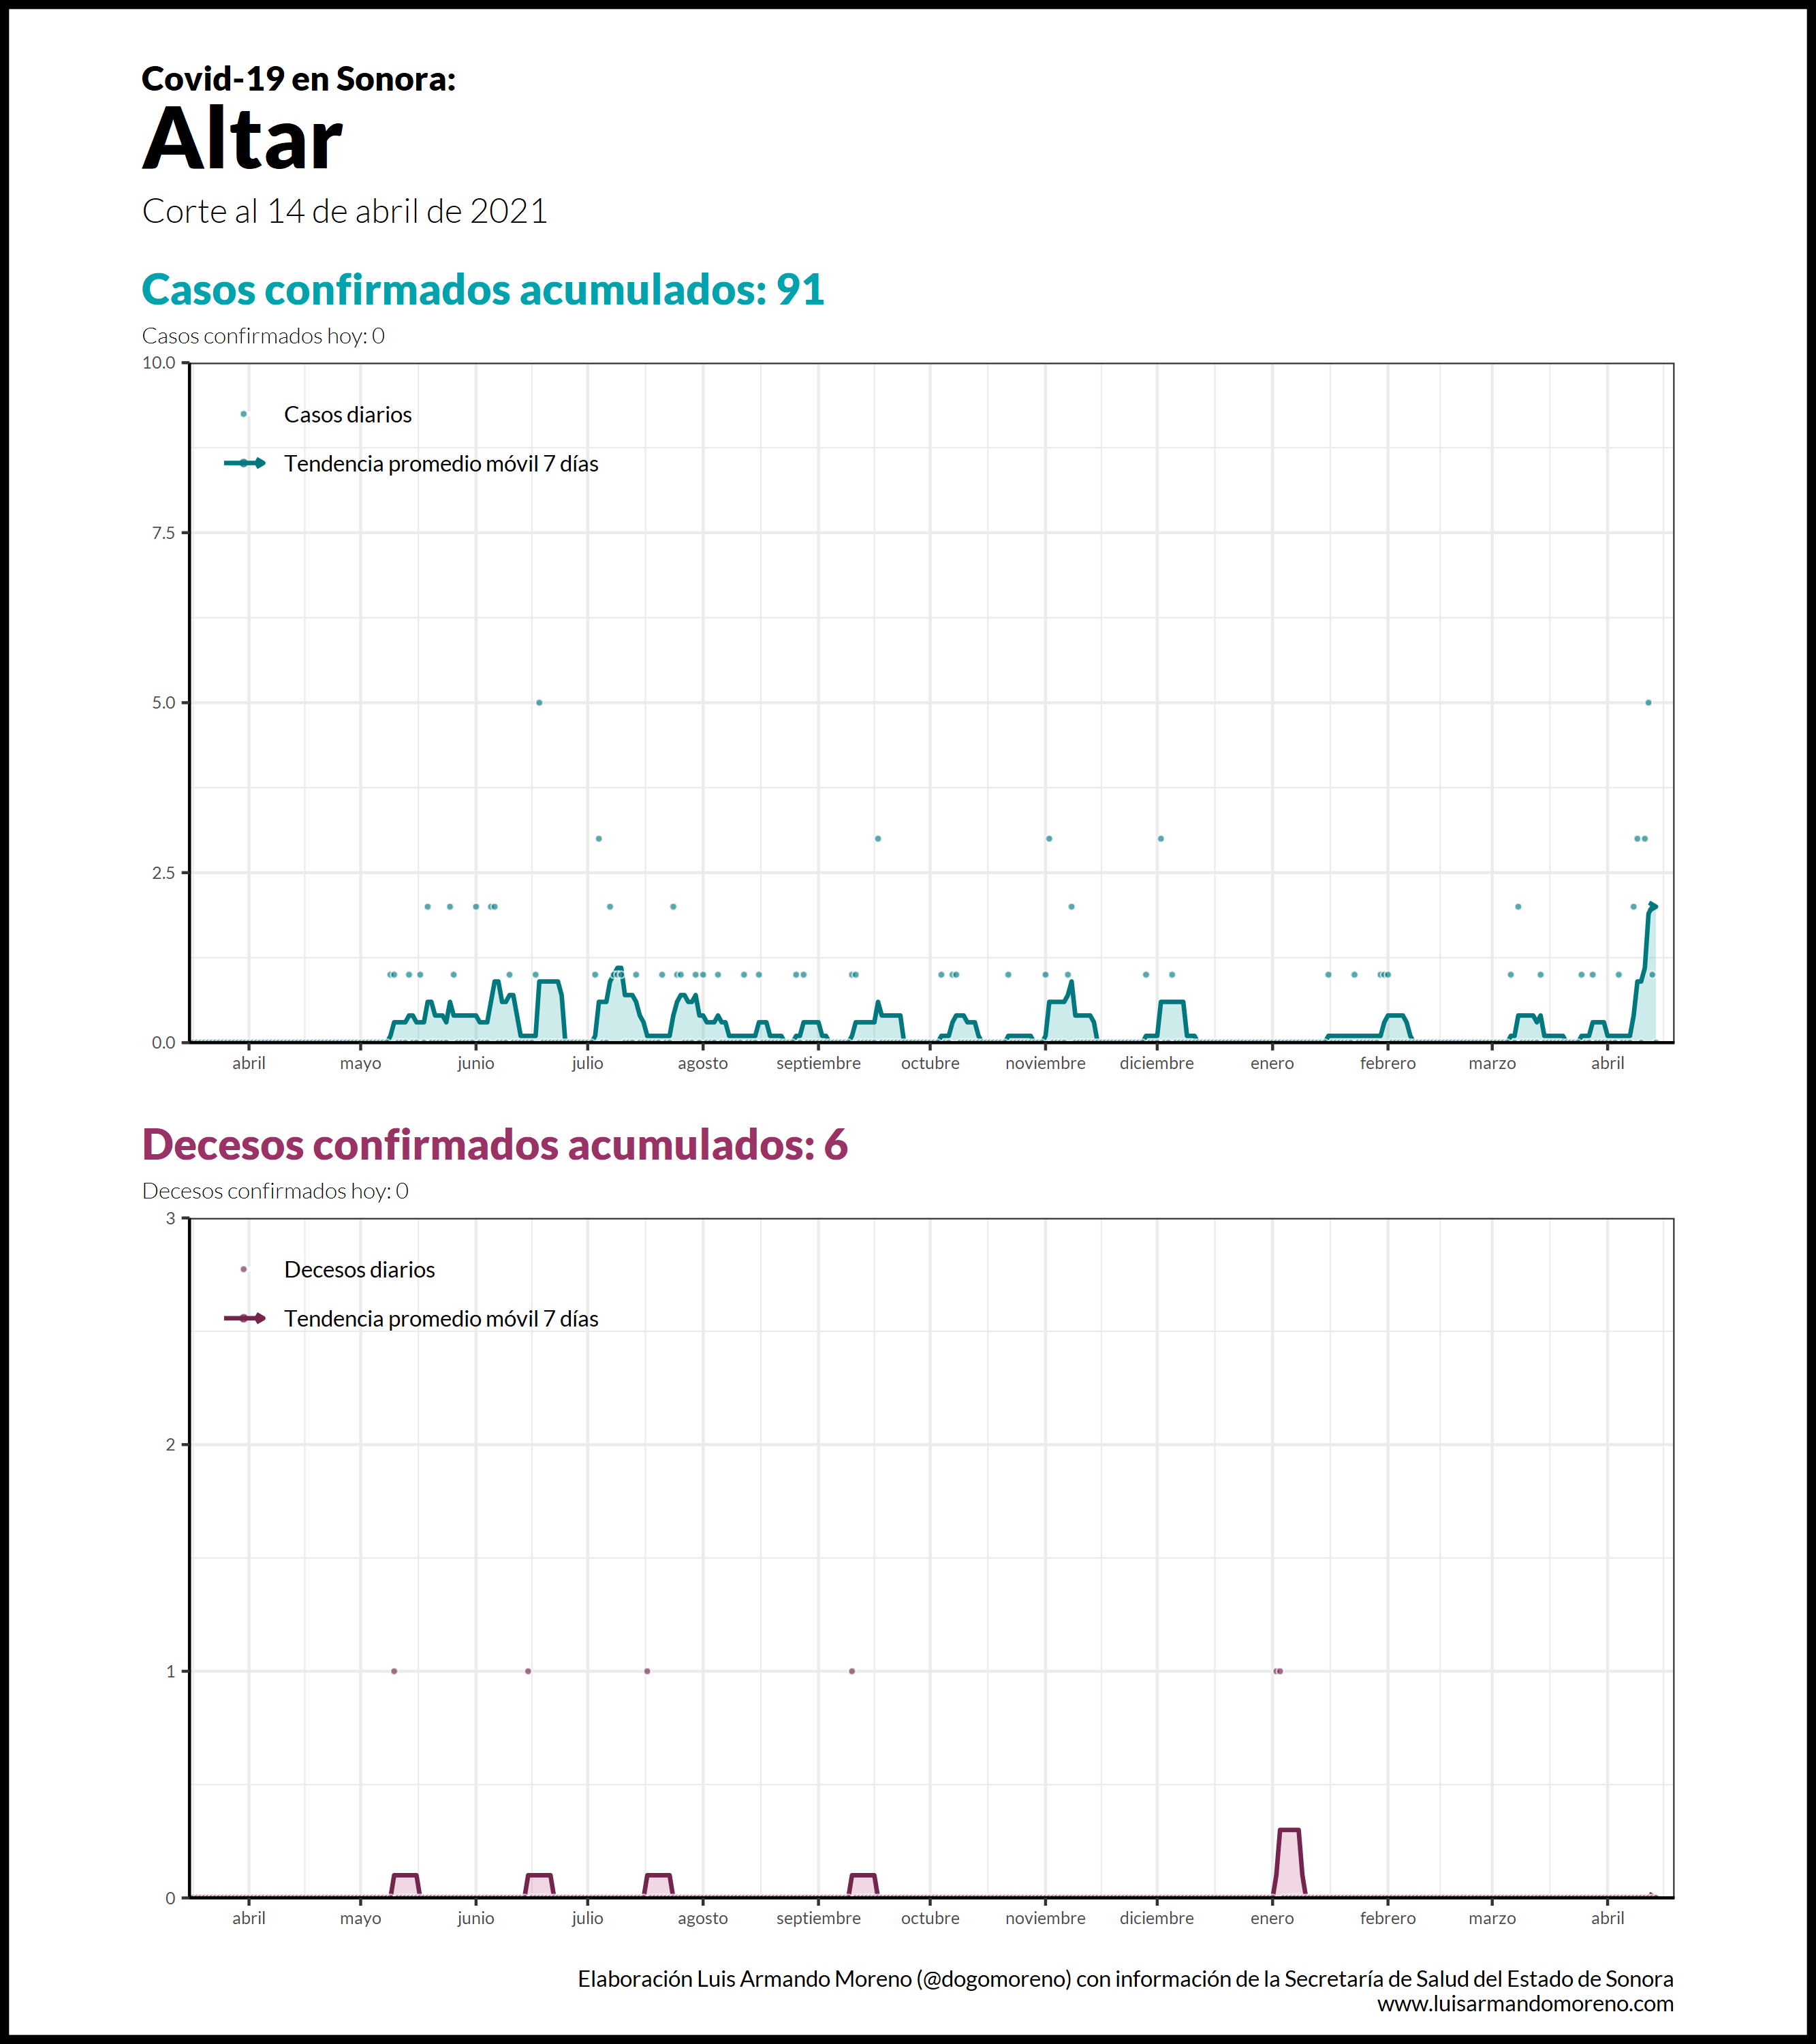 Covid-19 en Sonora:
Altar
Corte al 14 de abril de 2021
Casos confirmados acumulados: 91
Casos confirmados hoy: 0
10.0
Casos diarios
Tendencia promedio móvil 7 días
7.5
5.0
2.5
0.0
abril mayo junio julio agosto septiembre octubre noviembre diciembre enero febrero marzo abril
Decesos confirmados acumulados: 6
Decesos confirmados hoy: 0
3
Decesos diarios
Tendencia promedio móvil 7 días
2
1
0
abril mayo junio julio agosto septiembre octubre noviembre diciembre enero febrero marzo abril
Elaboración Luis Armando Moreno (@dogomoreno) con información de la Secretaría de Salud del Estado de Sonora
www.luisarmandomoreno.com